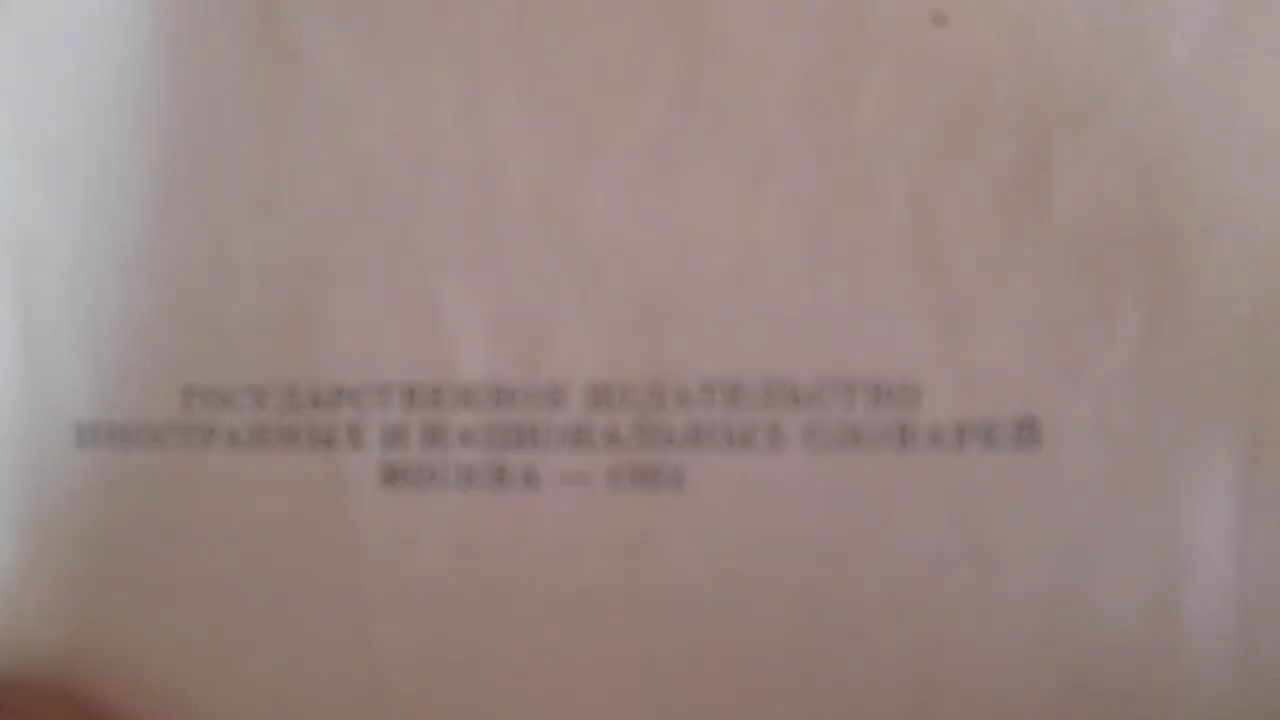 ГОСУДАРСТВЕННОЕ ИЗДАТЕЛЬСТВО
ИНОСТРАННЫХ И НАЦИОНАЛЬНЫХ СЛОВАРЕЙ
МОСКВА —